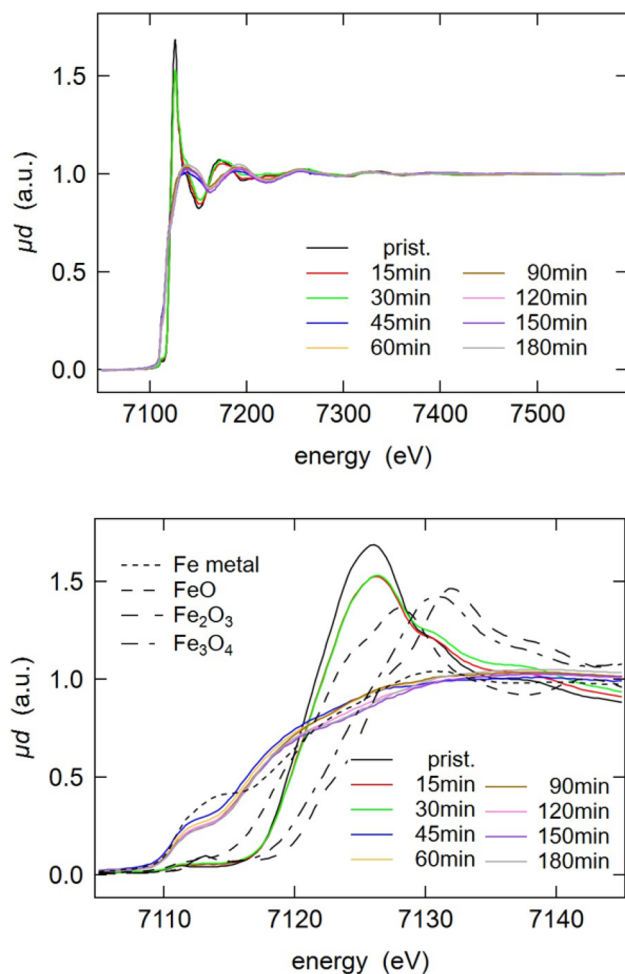 1.5
1.0
0.5
0.0
μd (a.u.)
prist.
15min
30min
45min
60min
90min
120min
150min
180min
7100 7200 7300 7400 7500
energy (eV)
1.5
1.0
0.5
0.0
μd (a.u.)
Fe metal
FeO
Fe₂O₃
Fe₃O₄
prist.
15min
30min
45min
60min
90min
120min
150min
180min
7110 7120 7130 7140
energy (eV)